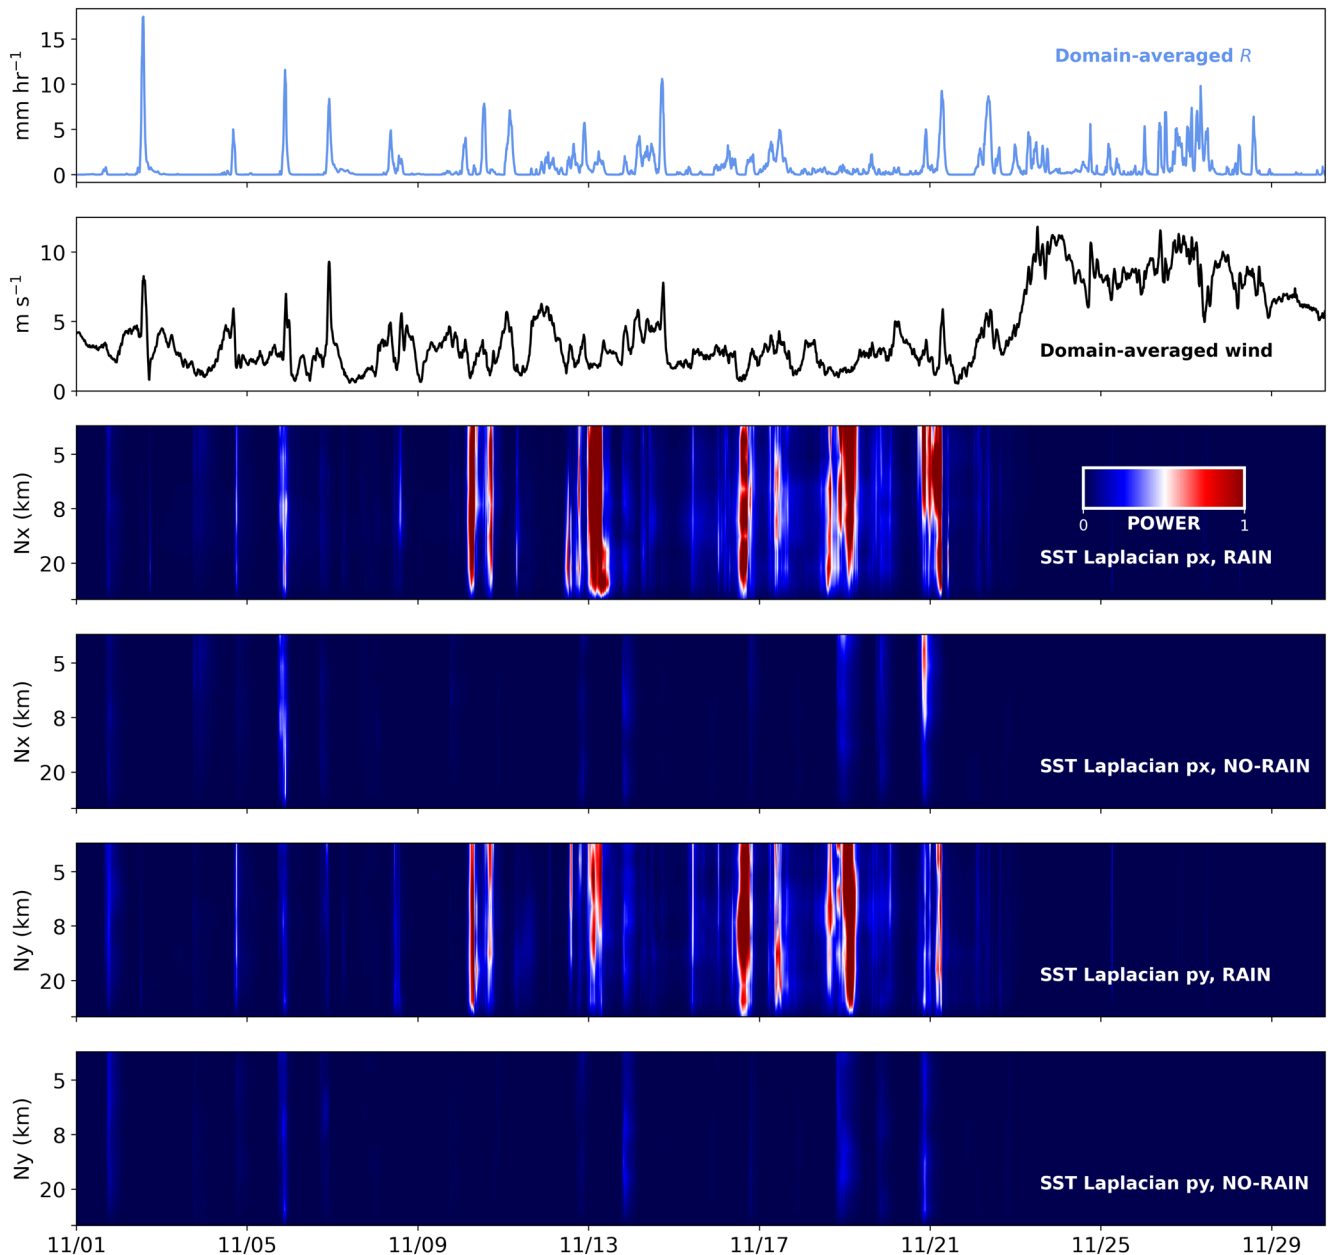 15
10
5
0
mm hr⁻¹
Domain-averaged R
10
5
0
m s⁻¹
Domain-averaged wind
5
8
20
Nx (km)
0 POWER 1
SST Laplacian px, RAIN
5
8
20
Nx (km)
SST Laplacian px, NO-RAIN
5
8
20
Ny (km)
SST Laplacian py, RAIN
5
8
20
Ny (km)
SST Laplacian py, NO-RAIN
11/01 11/05 11/09 11/13 11/17 11/21 11/25 11/29